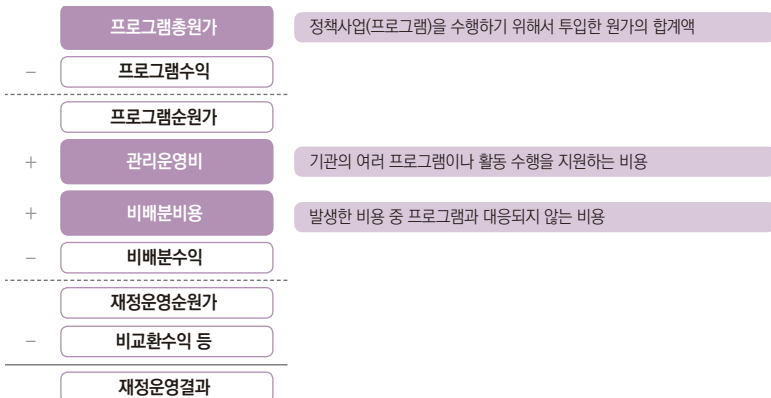 프로그램총원가 정책사업(프로그램)을 수행하기 위해서 투입한 원가의 합계액
− 프로그램수익
프로그램순원가
+ 관리운영비 기관의 여러 프로그램이나 활동 수행을 지원하는 비용
+ 비배분비용 발생한 비용 중 프로그램과 대응되지 않는 비용
− 비배분수익
재정운영순원가
− 비교환수익 등
재정운영결과